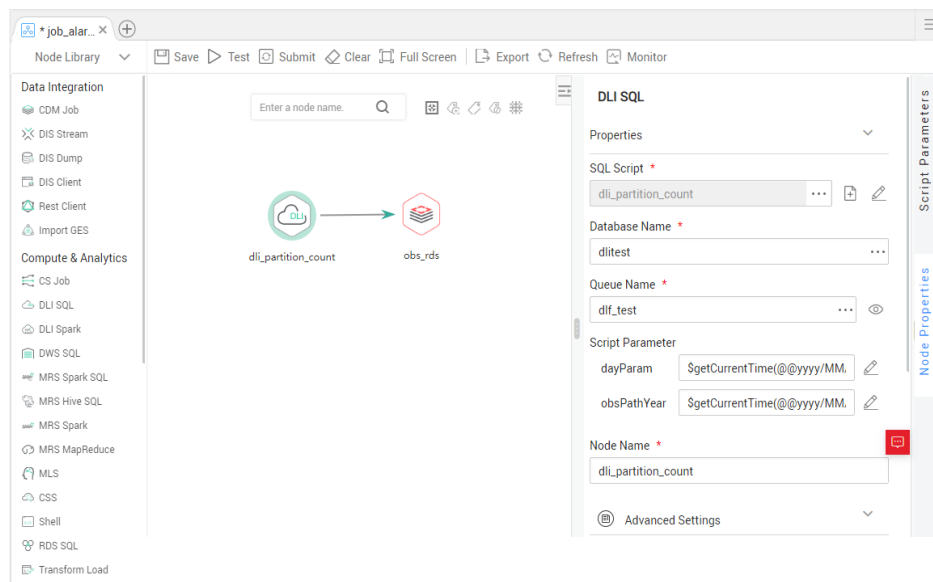 * job_alar...
Node Library
Save Test Submit Clear Full Screen Export Refresh Monitor
Data Integration
CDM Job
DIS Stream
DIS Dump
DIS Client
Rest Client
Import GES
Compute & Analytics
CS Job
DLI SQL
DLI Spark
DWS SQL
MRS Spark SQL
MRS Hive SQL
MRS Spark
MRS MapReduce
MLS
CSS
Shell
RDS SQL
Transform Load
Enter a node name.
DLI
dli_partition_count
obs_rds
DLI SQL
Properties
SQL Script *
dli_partition_count ...
Database Name *
dlitest ...
Queue Name *
dlf_test ...
Script Parameter
dayParam $getCurrentTime(@@yyyy/MM,
obsPathYear $getCurrentTime(@@yyyy/MM,
Node Name *
dli_partition_count
Advanced Settings
Script Parameters
Node Properties